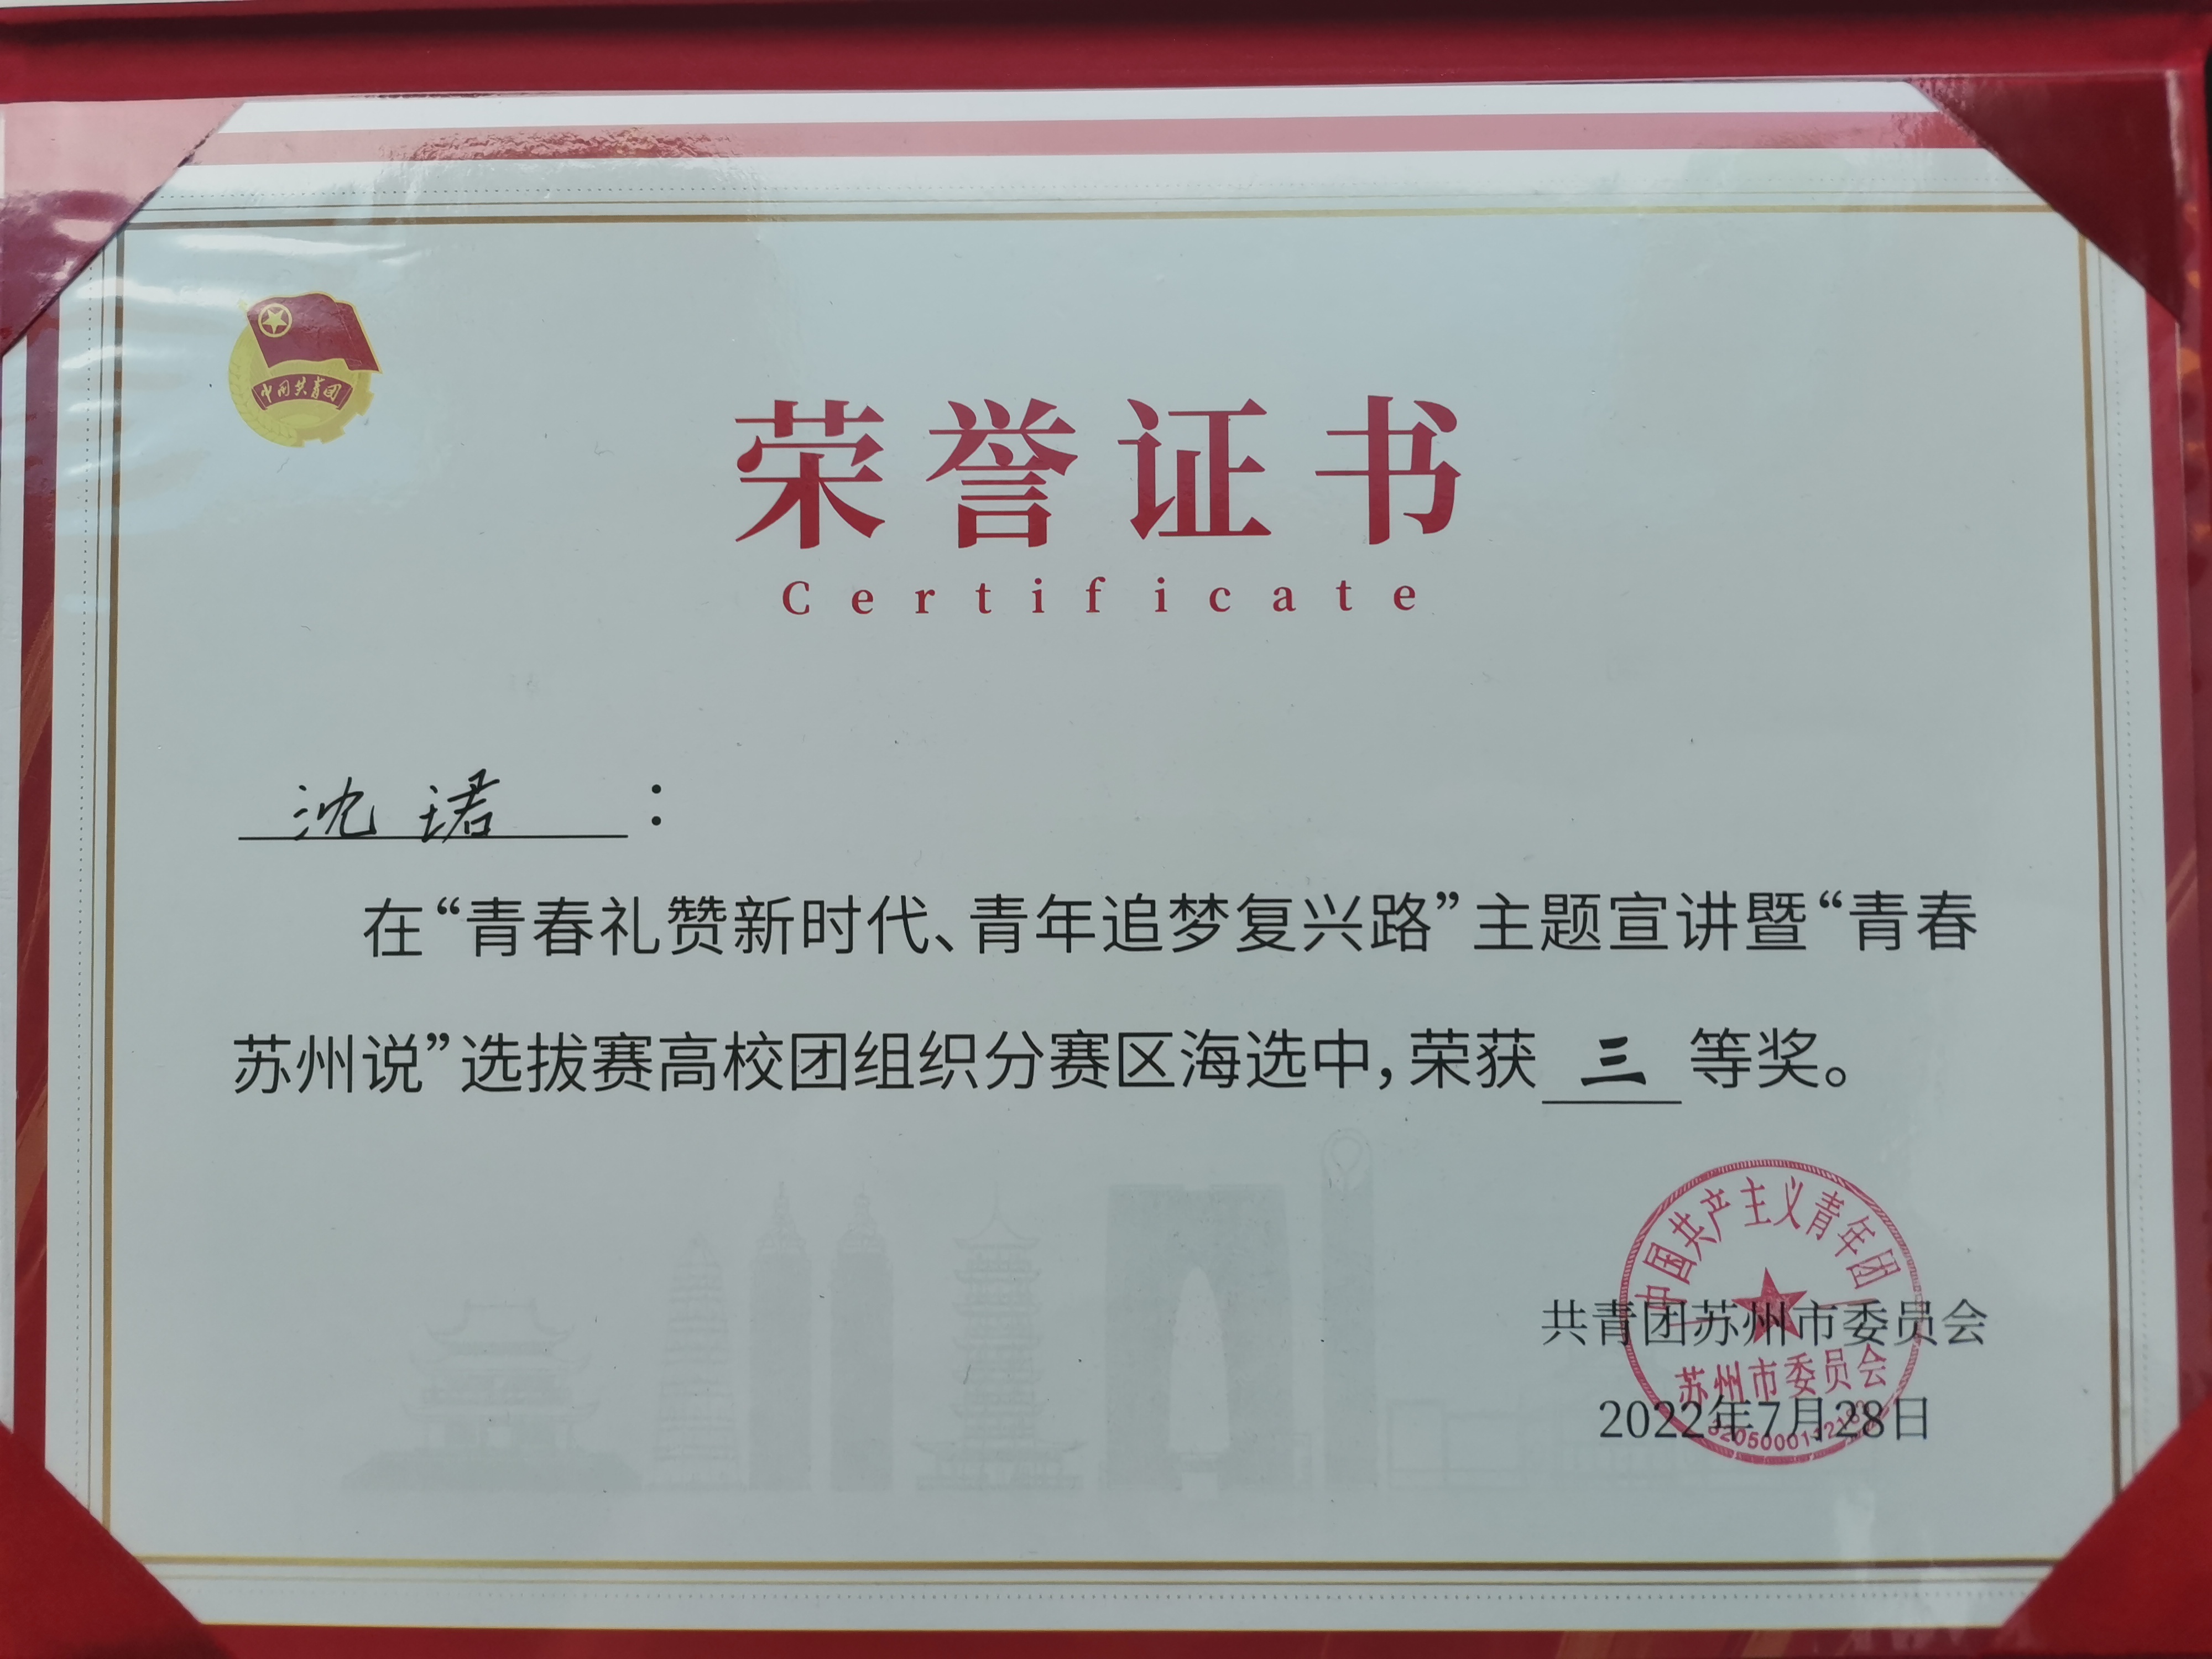 中国共青团
荣誉证书
Certificate
沈珺：
在“青春礼赞新时代、青年追梦复兴路”主题宣讲暨“青春
苏州说”选拔赛高校团组织分赛区海选中，荣获 三 等奖。
中国共产主义青年团
共青团苏州市委员会
苏州市委员会
2022年7月28日